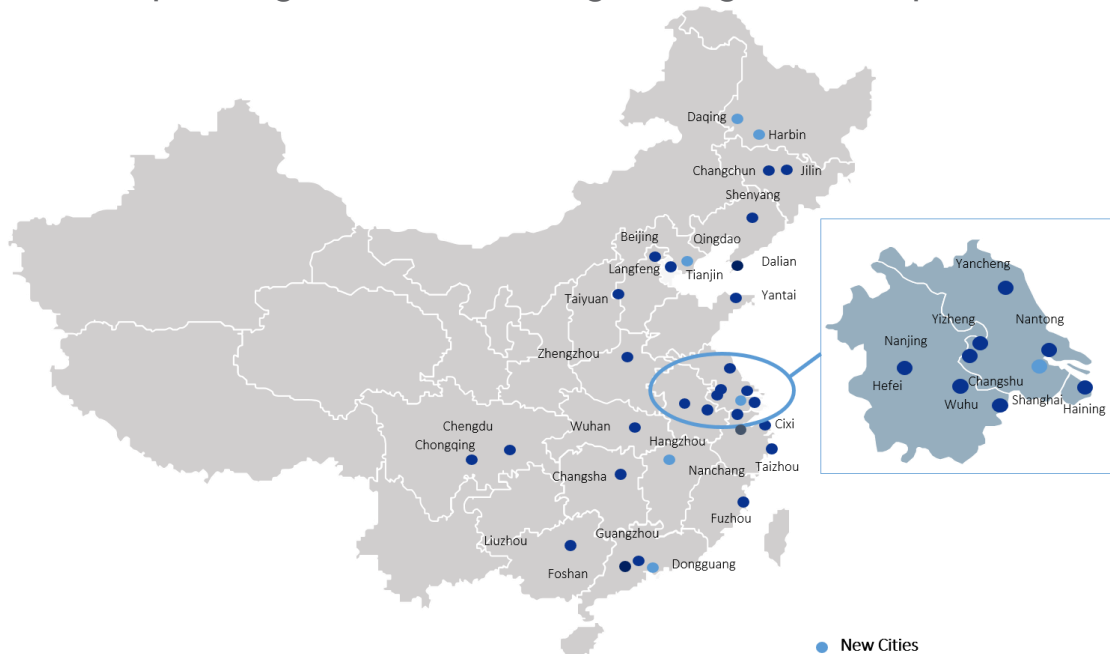 Daqing
Harbin
Changchun
Jilin
Shenyang
Beijing
Qingdao
Langfeng
Tianjin
Dalian
Taiyuan
Yantai
Zhengzhou
Chengdu
Chongqing
Wuhan
Hangzhou
Cixi
Changsha
Nanchang
Taizhou
Fuzhou
Liuzhou
Guangzhou
Foshan
Dongguang
Yancheng
Yizheng
Nantong
Nanjing
Hefei
Changshu
Wuhu
Shanghai
Haining
New Cities